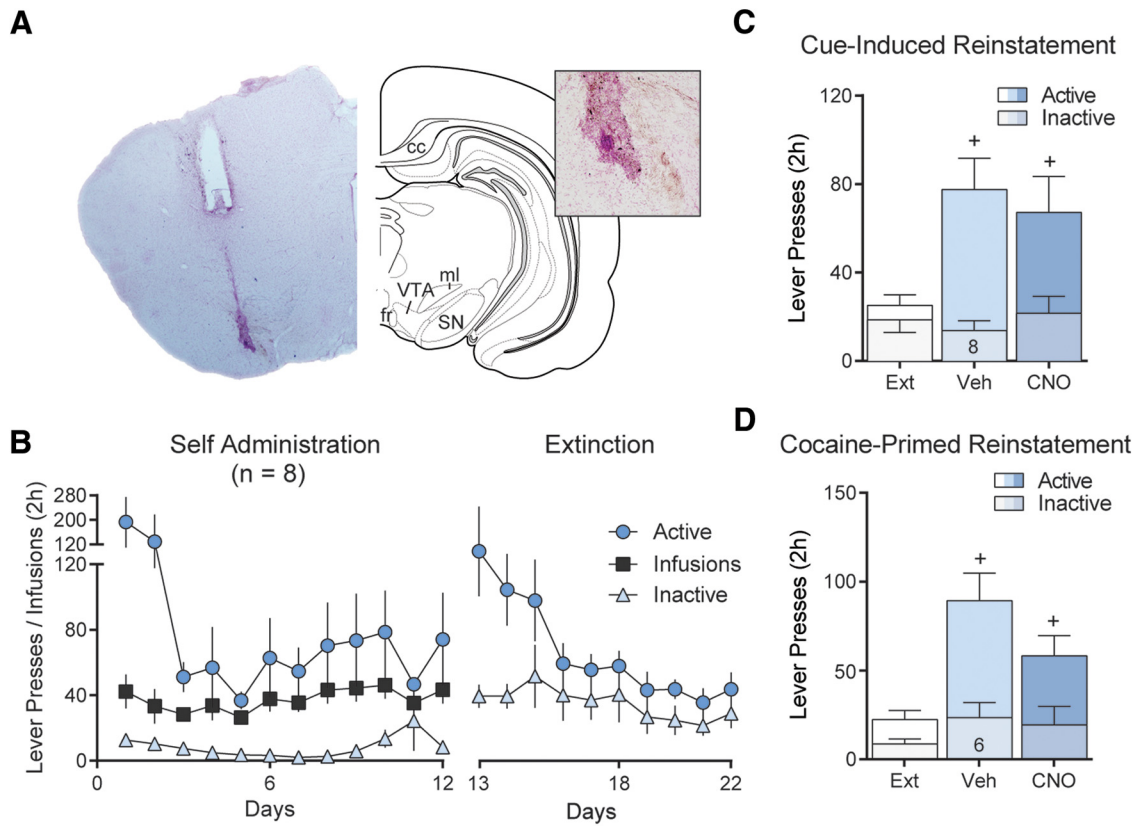 A
cc
ml
VTA
fr
SN
B
Self Administration
(n = 8)
Extinction
Lever Presses / Infusions (2h)
280
200
120
120
80
40
0
Active
Infusions
Inactive
0
6
12
13
18
22
Days
Days
C
Cue-Induced Reinstatement
Active
Inactive
Lever Presses (2h)
120
80
40
0
+
+
8
Ext
Veh
CNO
D
Cocaine-Primed Reinstatement
Active
Inactive
Lever Presses (2h)
150
100
50
0
+
+
6
Ext
Veh
CNO